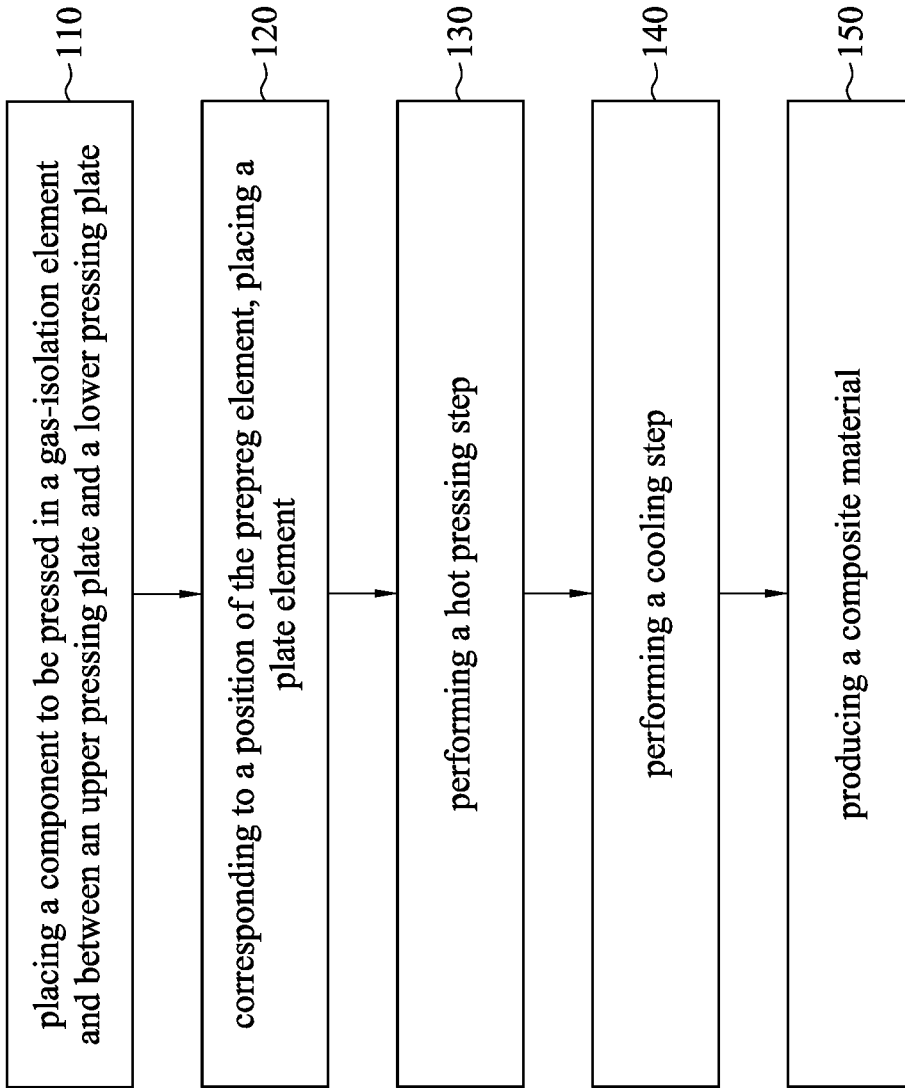 placing a component to be pressed in a gas-isolation element
and between an upper pressing plate and a lower pressing plate
110
corresponding to a position of the prepreg element, placing a
plate element
120
performing a hot pressing step
130
performing a cooling step
140
producing a composite material
150